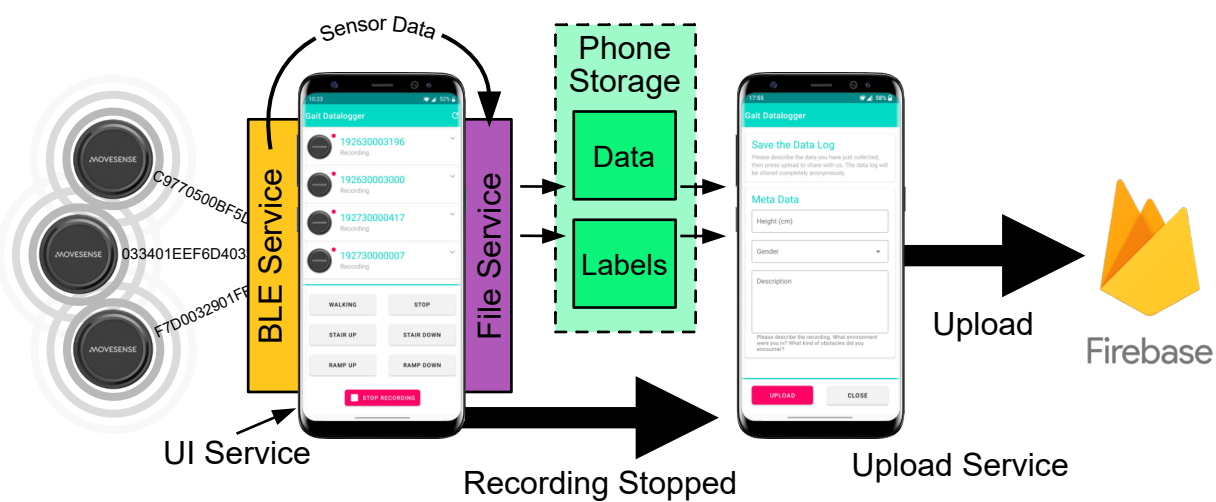 Sensor Data
MOVESENSE
C9770500BF5D
MOVESENSE
033401EEF6D403
MOVESENSE
F7D0032901FF
BLE Service
10:23
52%
Gait Datalogger
192630003196
Recording
192630003000
Recording
192730000417
Recording
192730000007
Recording
WALKING
STOP
STAIR UP
STAIR DOWN
RAMP UP
RAMP DOWN
STOP RECORDING
File Service
UI Service
Recording Stopped
Phone
Storage
Data
Labels
17:55
58%
Gait Datalogger
Save the Data Log
Please describe the data you have just collected,
then press upload to share with us. The data log will
be shared completely anonymously.
Meta Data
Height (cm)
Gender
Description
Please describe the recording. What environment
were you in? What kind of obstacles did you
encounter?
UPLOAD
CLOSE
Upload Service
Upload
Firebase